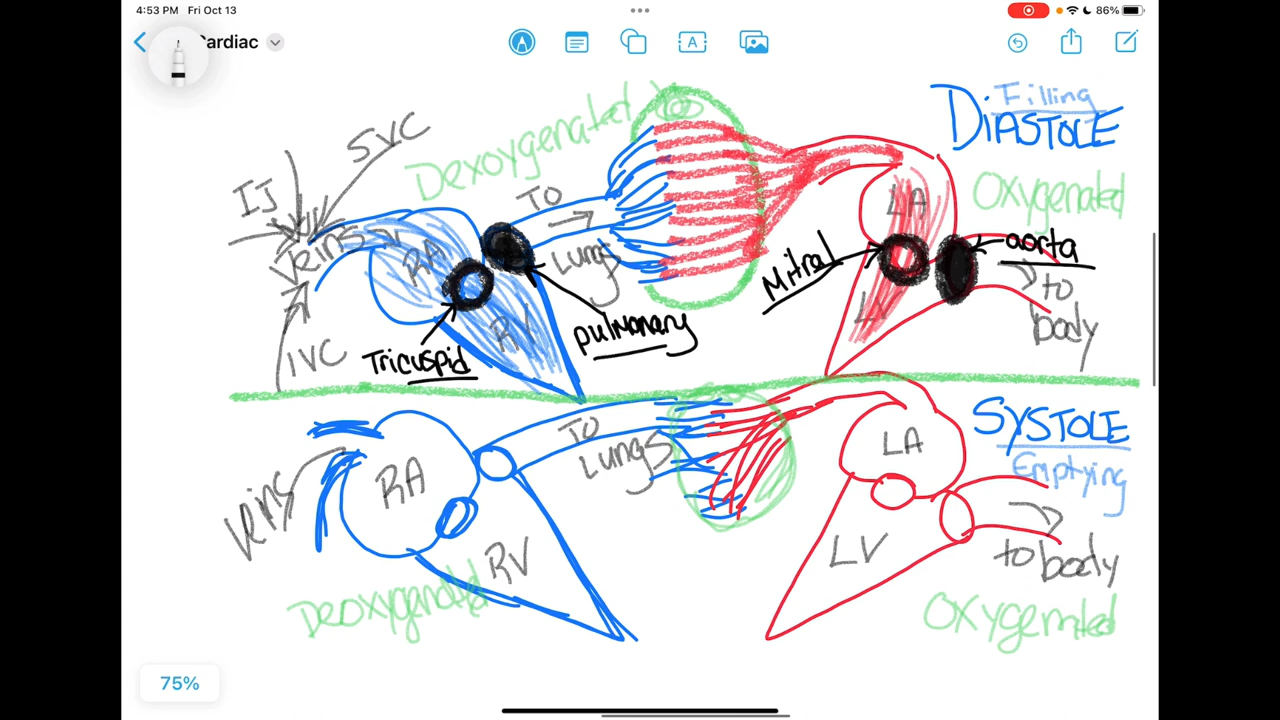 4:53 PM Fri Oct 13
86%
Cardiac
Filling
DiASTOLE
SVC
Dexoygenated
IJ
Veins
RA
RV
TO
Lungs
LA
LV
Oxygenated
Mitral
aorta
to
body
IVC
Tricuspid
pulmonary
SYSTOLE
Emptying
Veins
RA
RV
TO
Lungs
LA
LV
to body
Deoxygenated
Oxygenated
75%